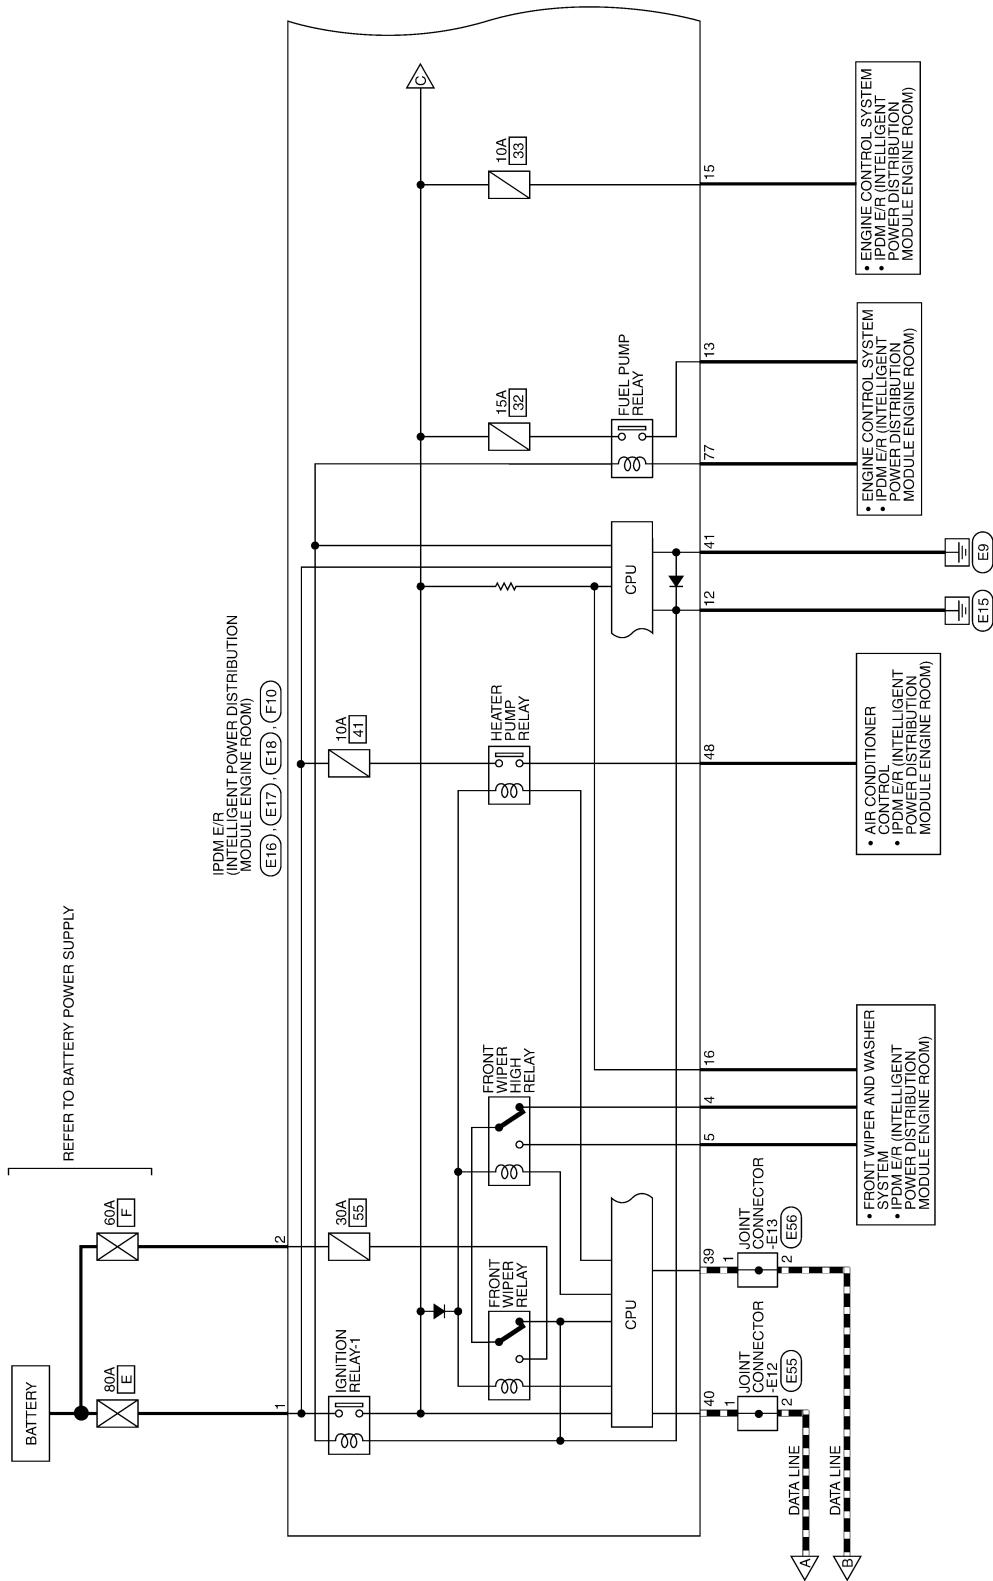 REFER TO BATTERY POWER SUPPLY
BATTERY
80A
E
60A
F
1
2
IPDM E/R
(INTELLIGENT POWER DISTRIBUTION
MODULE ENGINE ROOM)
E16 , E17 , E18 , F10
IGNITION
RELAY-1
30A
55
10A
41
C
FRONT
WIPER
RELAY
FRONT
WIPER
HIGH
RELAY
HEATER
PUMP
RELAY
15A
32
10A
33
CPU
CPU
FUEL PUMP
RELAY
40
39
5
4
16
48
12
41
77
13
15
1
JOINT
CONNECTOR
-E12
E55
2
1
JOINT
CONNECTOR
-E13
E56
2
DATA LINE
A
DATA LINE
B
• FRONT WIPER AND WASHER
SYSTEM
• IPDM E/R (INTELLIGENT
POWER DISTRIBUTION
MODULE ENGINE ROOM)
• AIR CONDITIONER
CONTROL
• IPDM E/R (INTELLIGENT
POWER DISTRIBUTION
MODULE ENGINE ROOM)
E15
E9
• ENGINE CONTROL SYSTEM
• IPDM E/R (INTELLIGENT
POWER DISTRIBUTION
MODULE ENGINE ROOM)
• ENGINE CONTROL SYSTEM
• IPDM E/R (INTELLIGENT
POWER DISTRIBUTION
MODULE ENGINE ROOM)